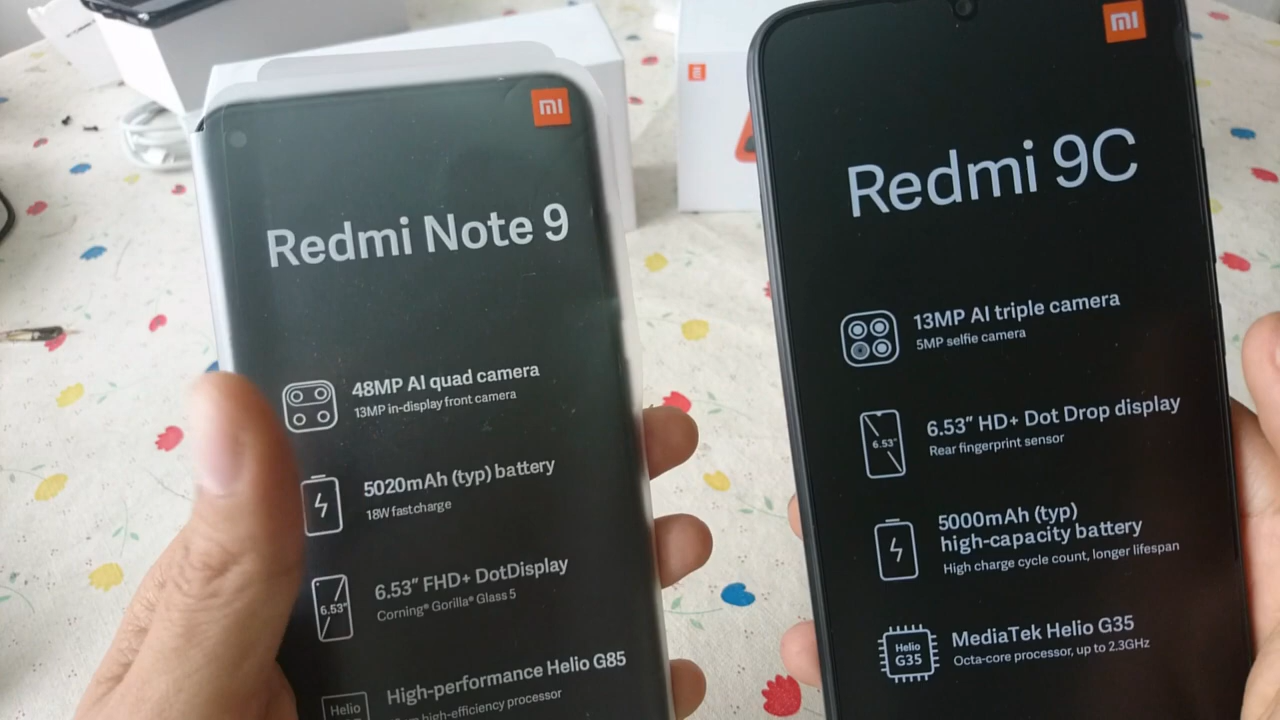 mi
Redmi Note 9
48MP AI quad camera
13MP in-display front camera
5020mAh (typ) battery
18W fast charge
6.53″ FHD+ DotDisplay
6.53″
Corning® Gorilla® Glass 5
High-performance Helio G85
Helio
high-efficiency processor
mi
mi
Redmi 9C
13MP AI triple camera
5MP selfie camera
6.53″ HD+ Dot Drop display
6.53″
Rear fingerprint sensor
5000mAh (typ)
high-capacity battery
High charge cycle count, longer lifespan
MediaTek Helio G35
Helio
G35
Octa-core processor, up to 2.3GHz